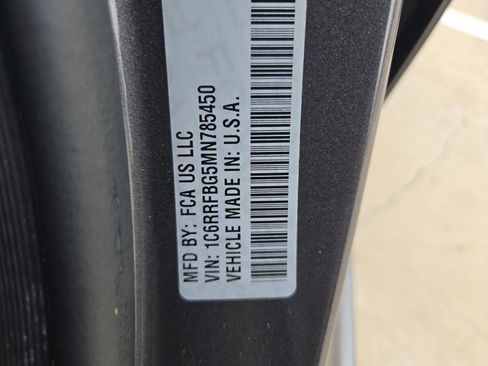 MFD BY: FCA US LLC
VIN: 1C6RRFBG5MN785450
VEHICLE MADE IN: U.S.A.